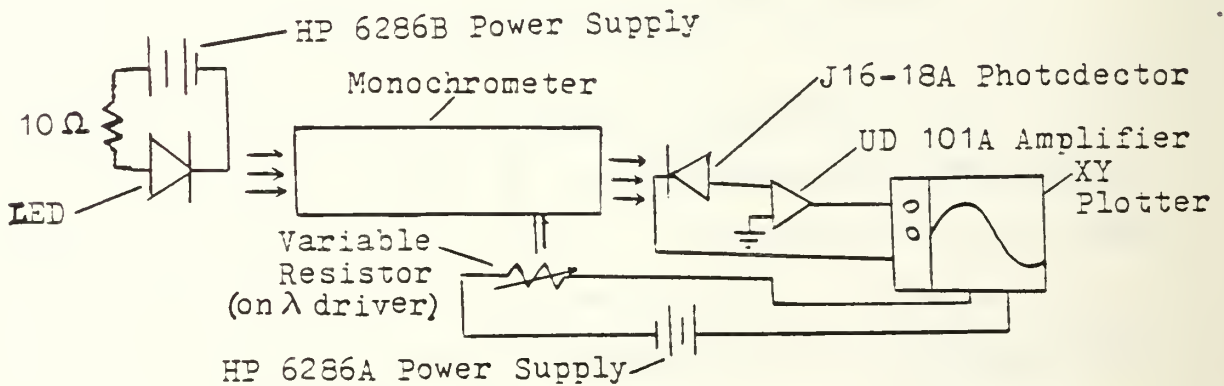 HP 6286B Power Supply
Monochrometer
J16-18A Photodector
10Ω
UD 101A Amplifier
XY
Plotter
LED
Variable
Resistor
(on λ driver)
HP 6286A Power Supply